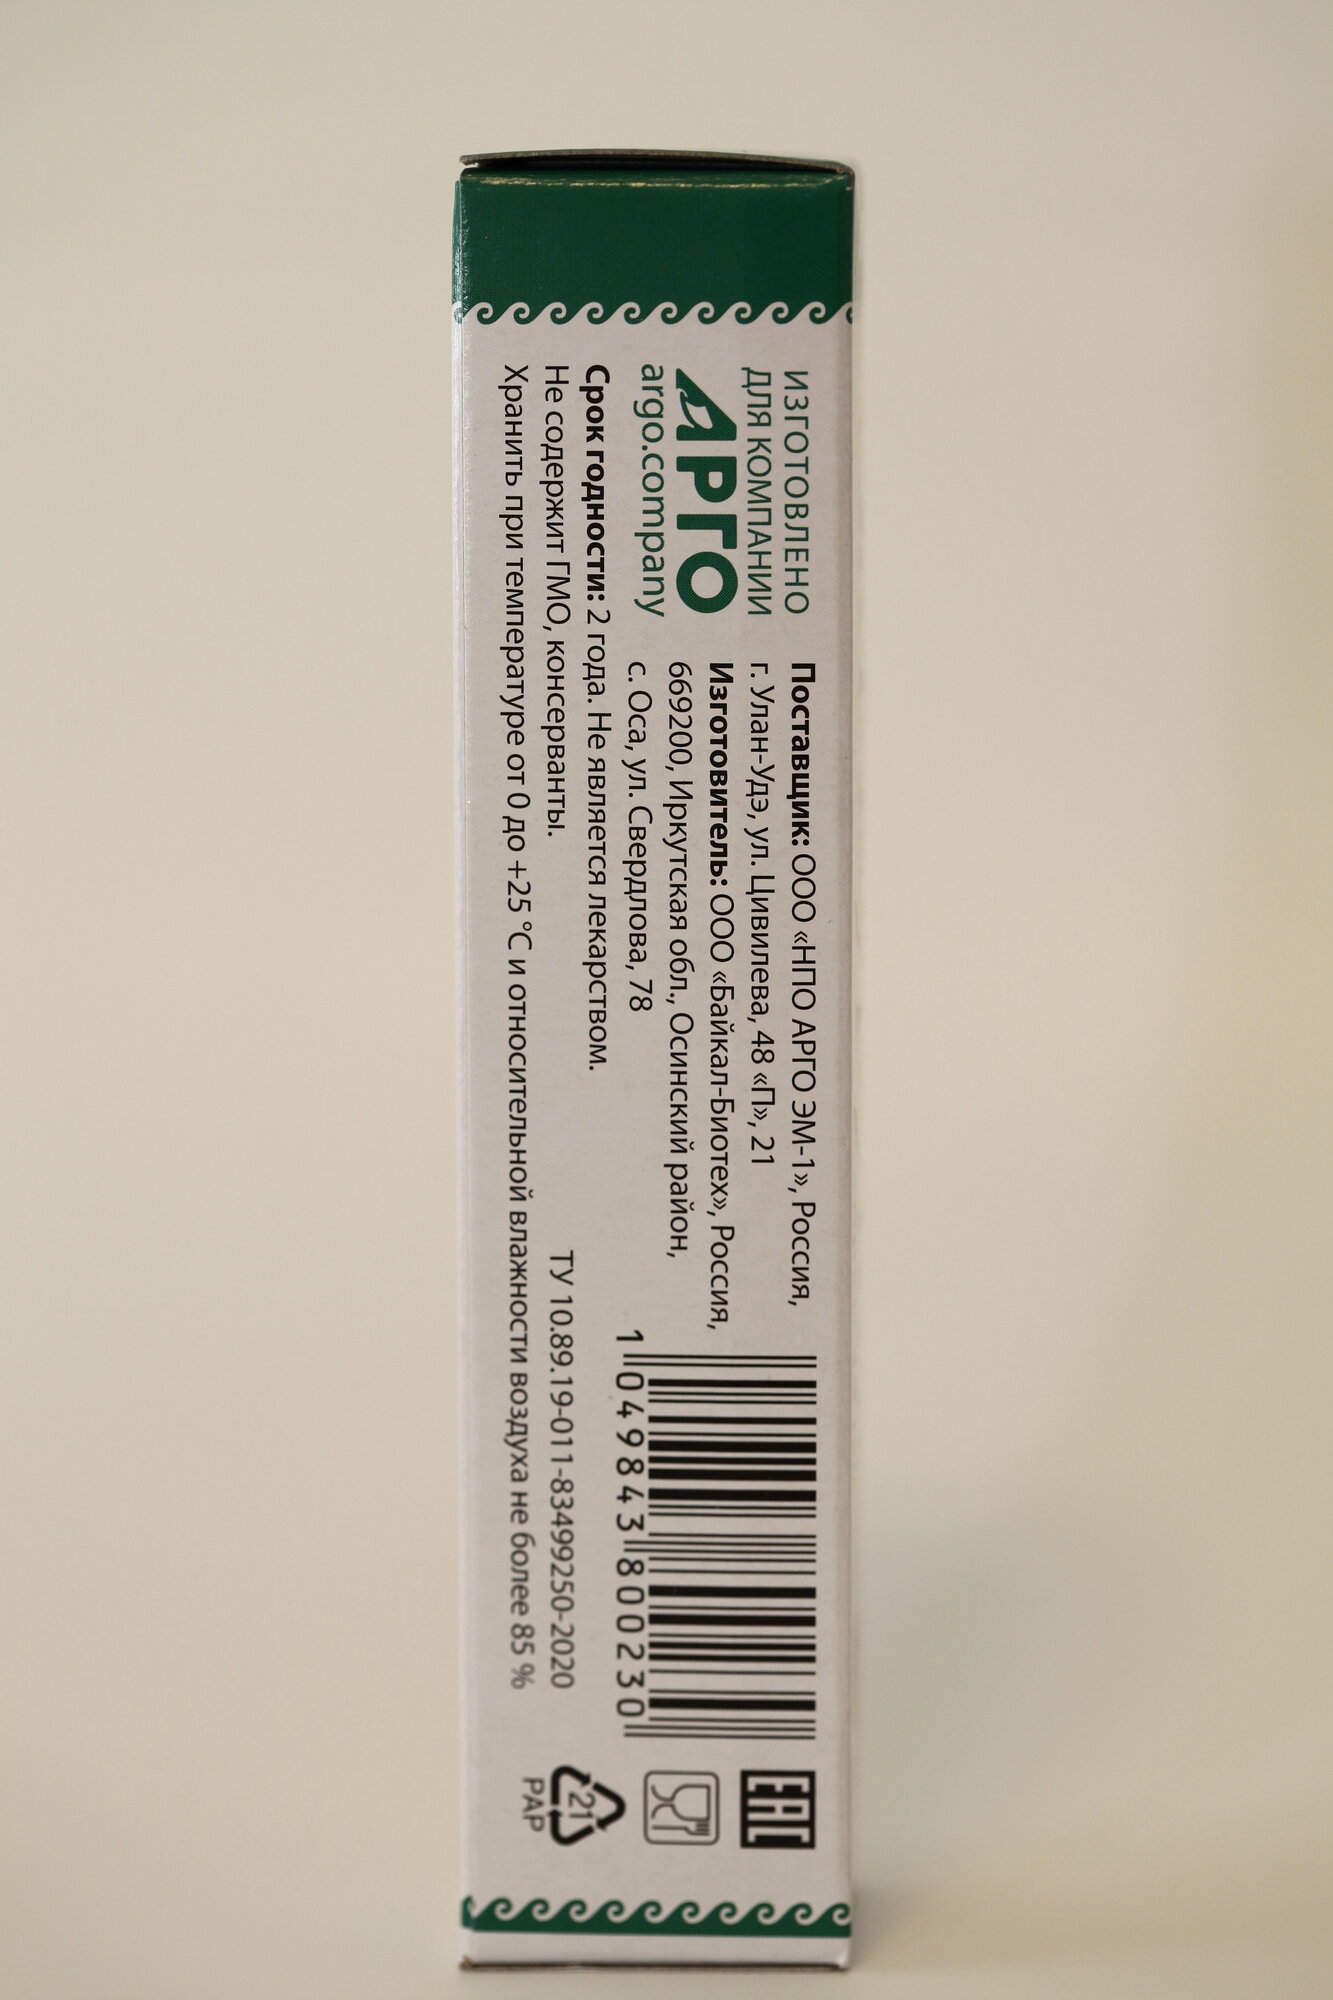 ИЗГОТОВЛЕНО
ДЛЯ КОМПАНИИ
АРГО
argo.company
Поставщик: ООО «НПО АРГО ЭМ-1», Россия,
г. Улан-Удэ, ул. Цивилева, 48 «П», 21
Изготовитель: ООО «Байкал-Биотех», Россия,
669200, Иркутская обл., Осинский район,
с. Оса, ул. Свердлова, 78
Срок годности: 2 года. Не является лекарством.
Не содержит ГМО, консерванты.
Хранить при температуре от 0 до +25 °C и относительной влажности воздуха не более 85 %
ТУ 10.89.19-011-83499250-2020
1 049843 800230
EAC
21
PAP